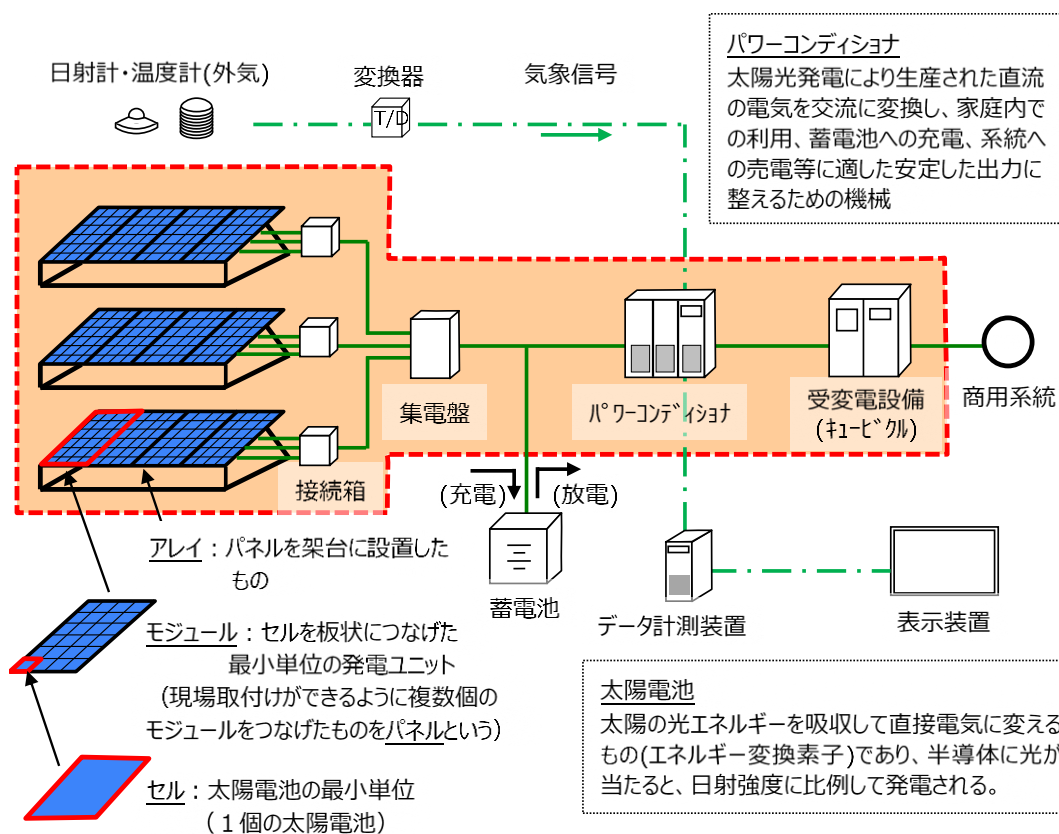 日射計・温度計(外気)
変換器
気象信号
T/D
パワーコンディショナ
太陽光発電により生産された直流
の電気を交流に変換し、家庭内で
の利用、蓄電池への充電、系統へ
の売電等に適した安定した出力に
整えるための機械
集電盤
パワーコンディショナ
受変電設備
(キュービクル)
商用系統
接続箱
(充電)
(放電)
アレイ：パネルを架台に設置した
もの
蓄電池
データ計測装置
表示装置
モジュール：セルを板状につなげた
最小単位の発電ユニット
（現場取付けができるように複数個の
モジュールをつなげたものをパネルという）
セル：太陽電池の最小単位
（１個の太陽電池）
太陽電池
太陽の光エネルギーを吸収して直接電気に変える
もの(エネルギー変換素子)であり、半導体に光が
当たると、日射強度に比例して発電される。